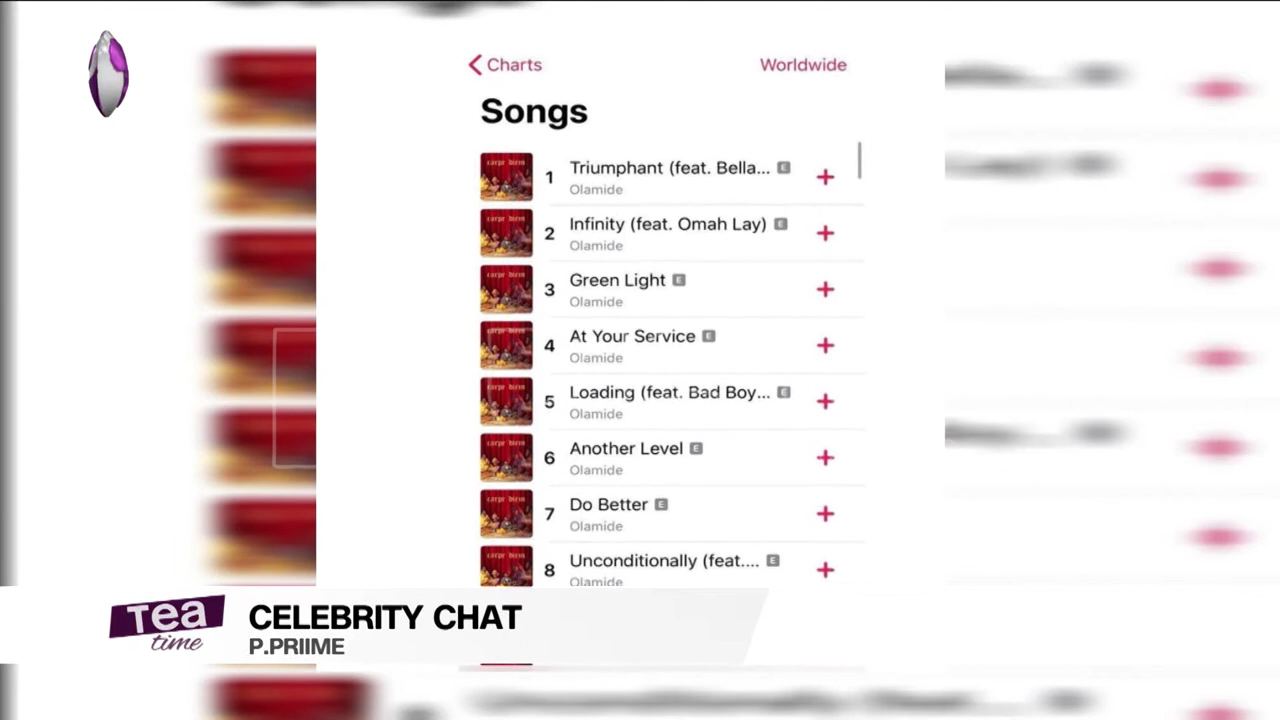 Charts
Worldwide
Songs
1
Triumphant (feat. Bella... E
Olamide
2
Infinity (feat. Omah Lay) E
Olamide
3
Green Light E
Olamide
4
At Your Service E
Olamide
5
Loading (feat. Bad Boy... E
Olamide
6
Another Level E
Olamide
7
Do Better E
Olamide
8
Unconditionally (feat.... E
Olamide
Tea
time
CELEBRITY CHAT
P.PRIIME